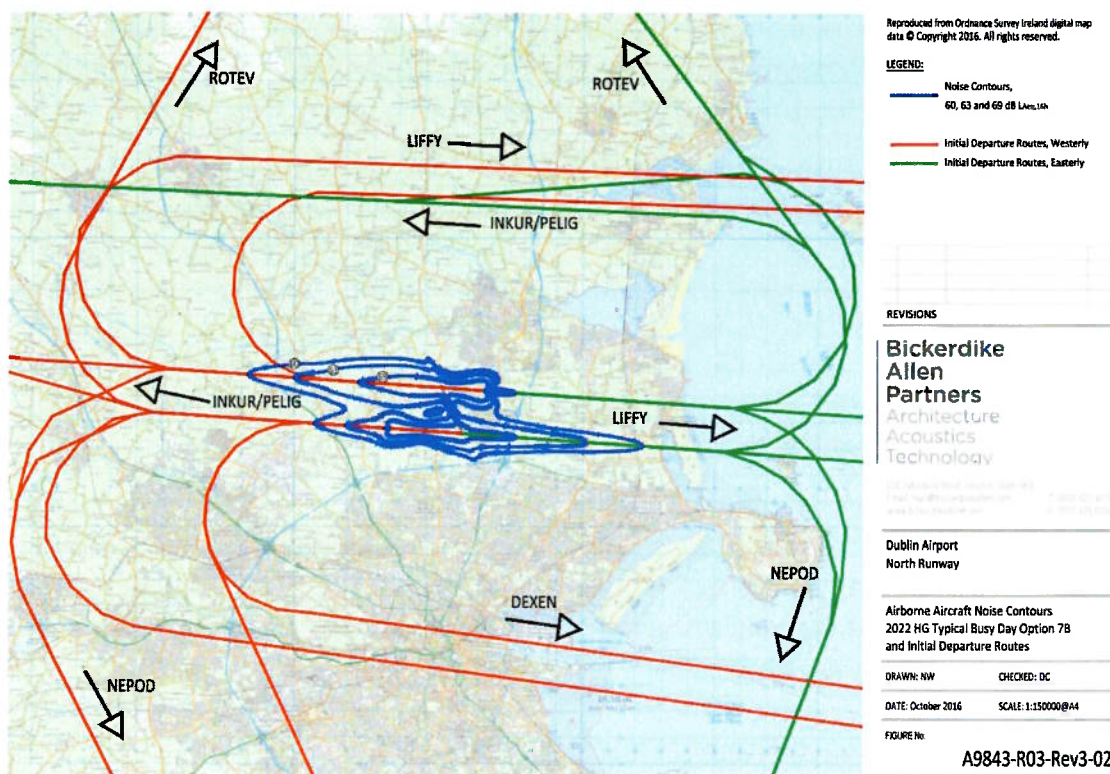 ROTEV
ROTEV
LIFFY
INKUR/PELIG
INKUR/PELIG
LIFFY
NEPOD
DEXEN
NEPOD
Reproduced from Ordnance Survey Ireland digital map
data © Copyright 2016. All rights reserved.
LEGEND:
Noise Contours,
60, 63 and 69 dB LAeq,16h
Initial Departure Routes, Westerly
Initial Departure Routes, Easterly
REVISIONS
Bickerdike
Allen
Partners
Architecture
Acoustics
Technology
Dublin Airport
North Runway
Airborne Aircraft Noise Contours
2022 HG Typical Busy Day Option 7B
and Initial Departure Routes
DRAWN: NW CHECKED: DC
DATE: October 2016 SCALE: 1:150000@A4
FIGURE No:
A9843-R03-Rev3-02